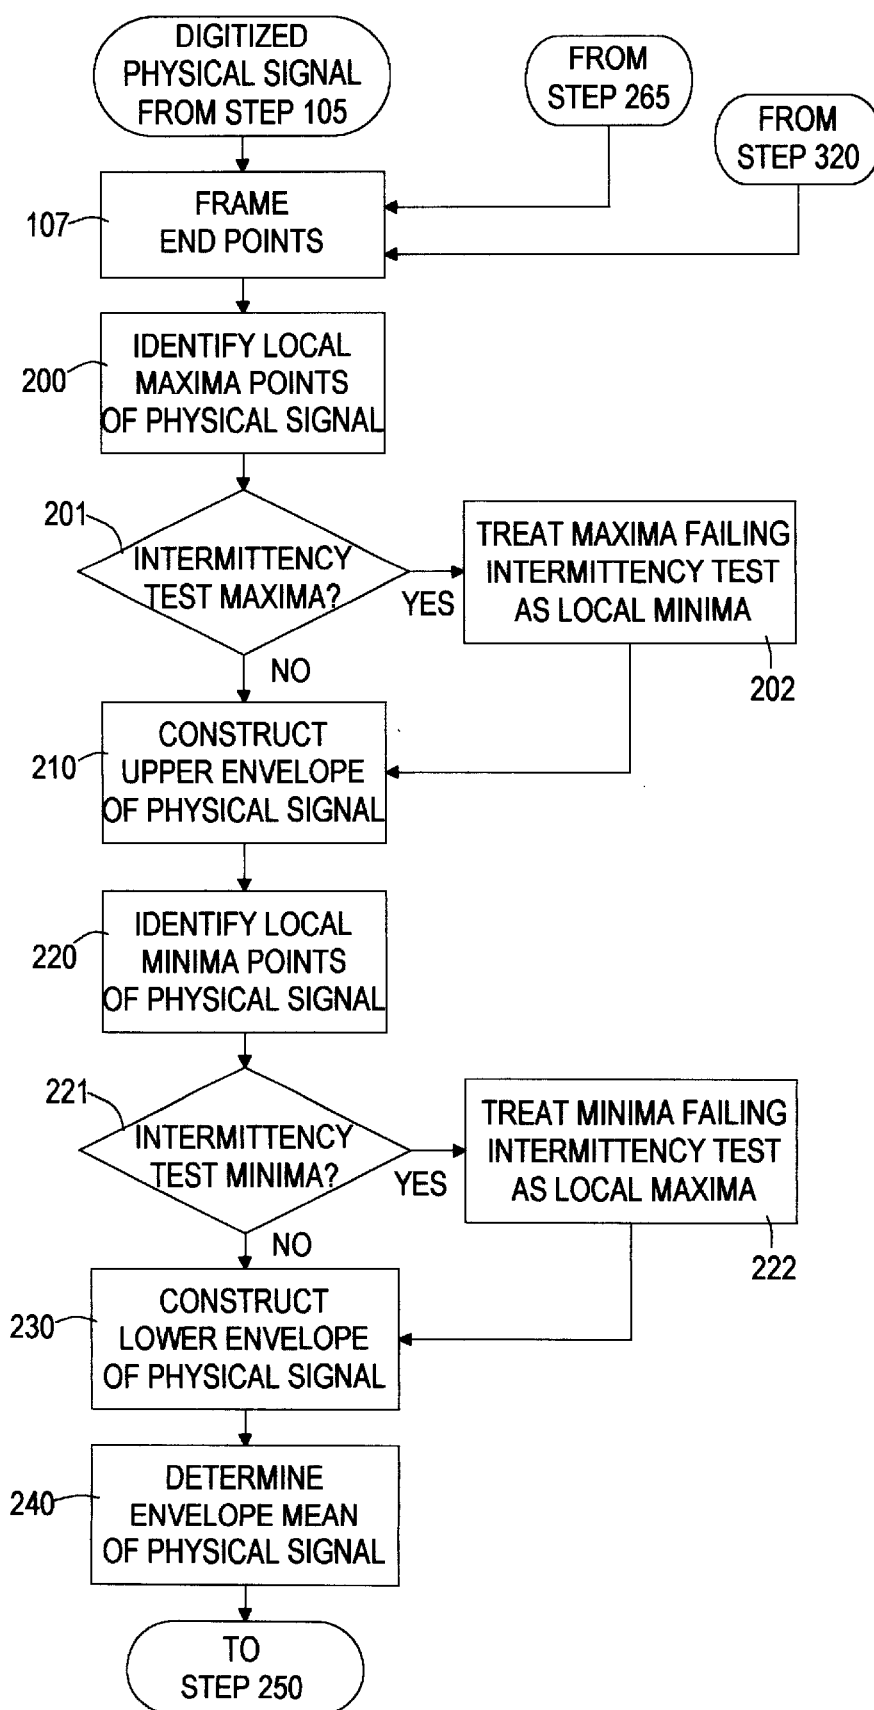 DIGITIZED
PHYSICAL SIGNAL
FROM STEP 105
FROM
STEP 265
FROM
STEP 320
107
FRAME
END POINTS
200
IDENTIFY LOCAL
MAXIMA POINTS
OF PHYSICAL SIGNAL
201
INTERMITTENCY
TEST MAXIMA?
YES
TREAT MAXIMA FAILING
INTERMITTENCY TEST
AS LOCAL MINIMA
202
NO
210
CONSTRUCT
UPPER ENVELOPE
OF PHYSICAL SIGNAL
220
IDENTIFY LOCAL
MINIMA POINTS
OF PHYSICAL SIGNAL
221
INTERMITTENCY
TEST MINIMA?
YES
TREAT MINIMA FAILING
INTERMITTENCY TEST
AS LOCAL MAXIMA
222
NO
230
CONSTRUCT
LOWER ENVELOPE
OF PHYSICAL SIGNAL
240
DETERMINE
ENVELOPE MEAN
OF PHYSICAL SIGNAL
TO
STEP 250